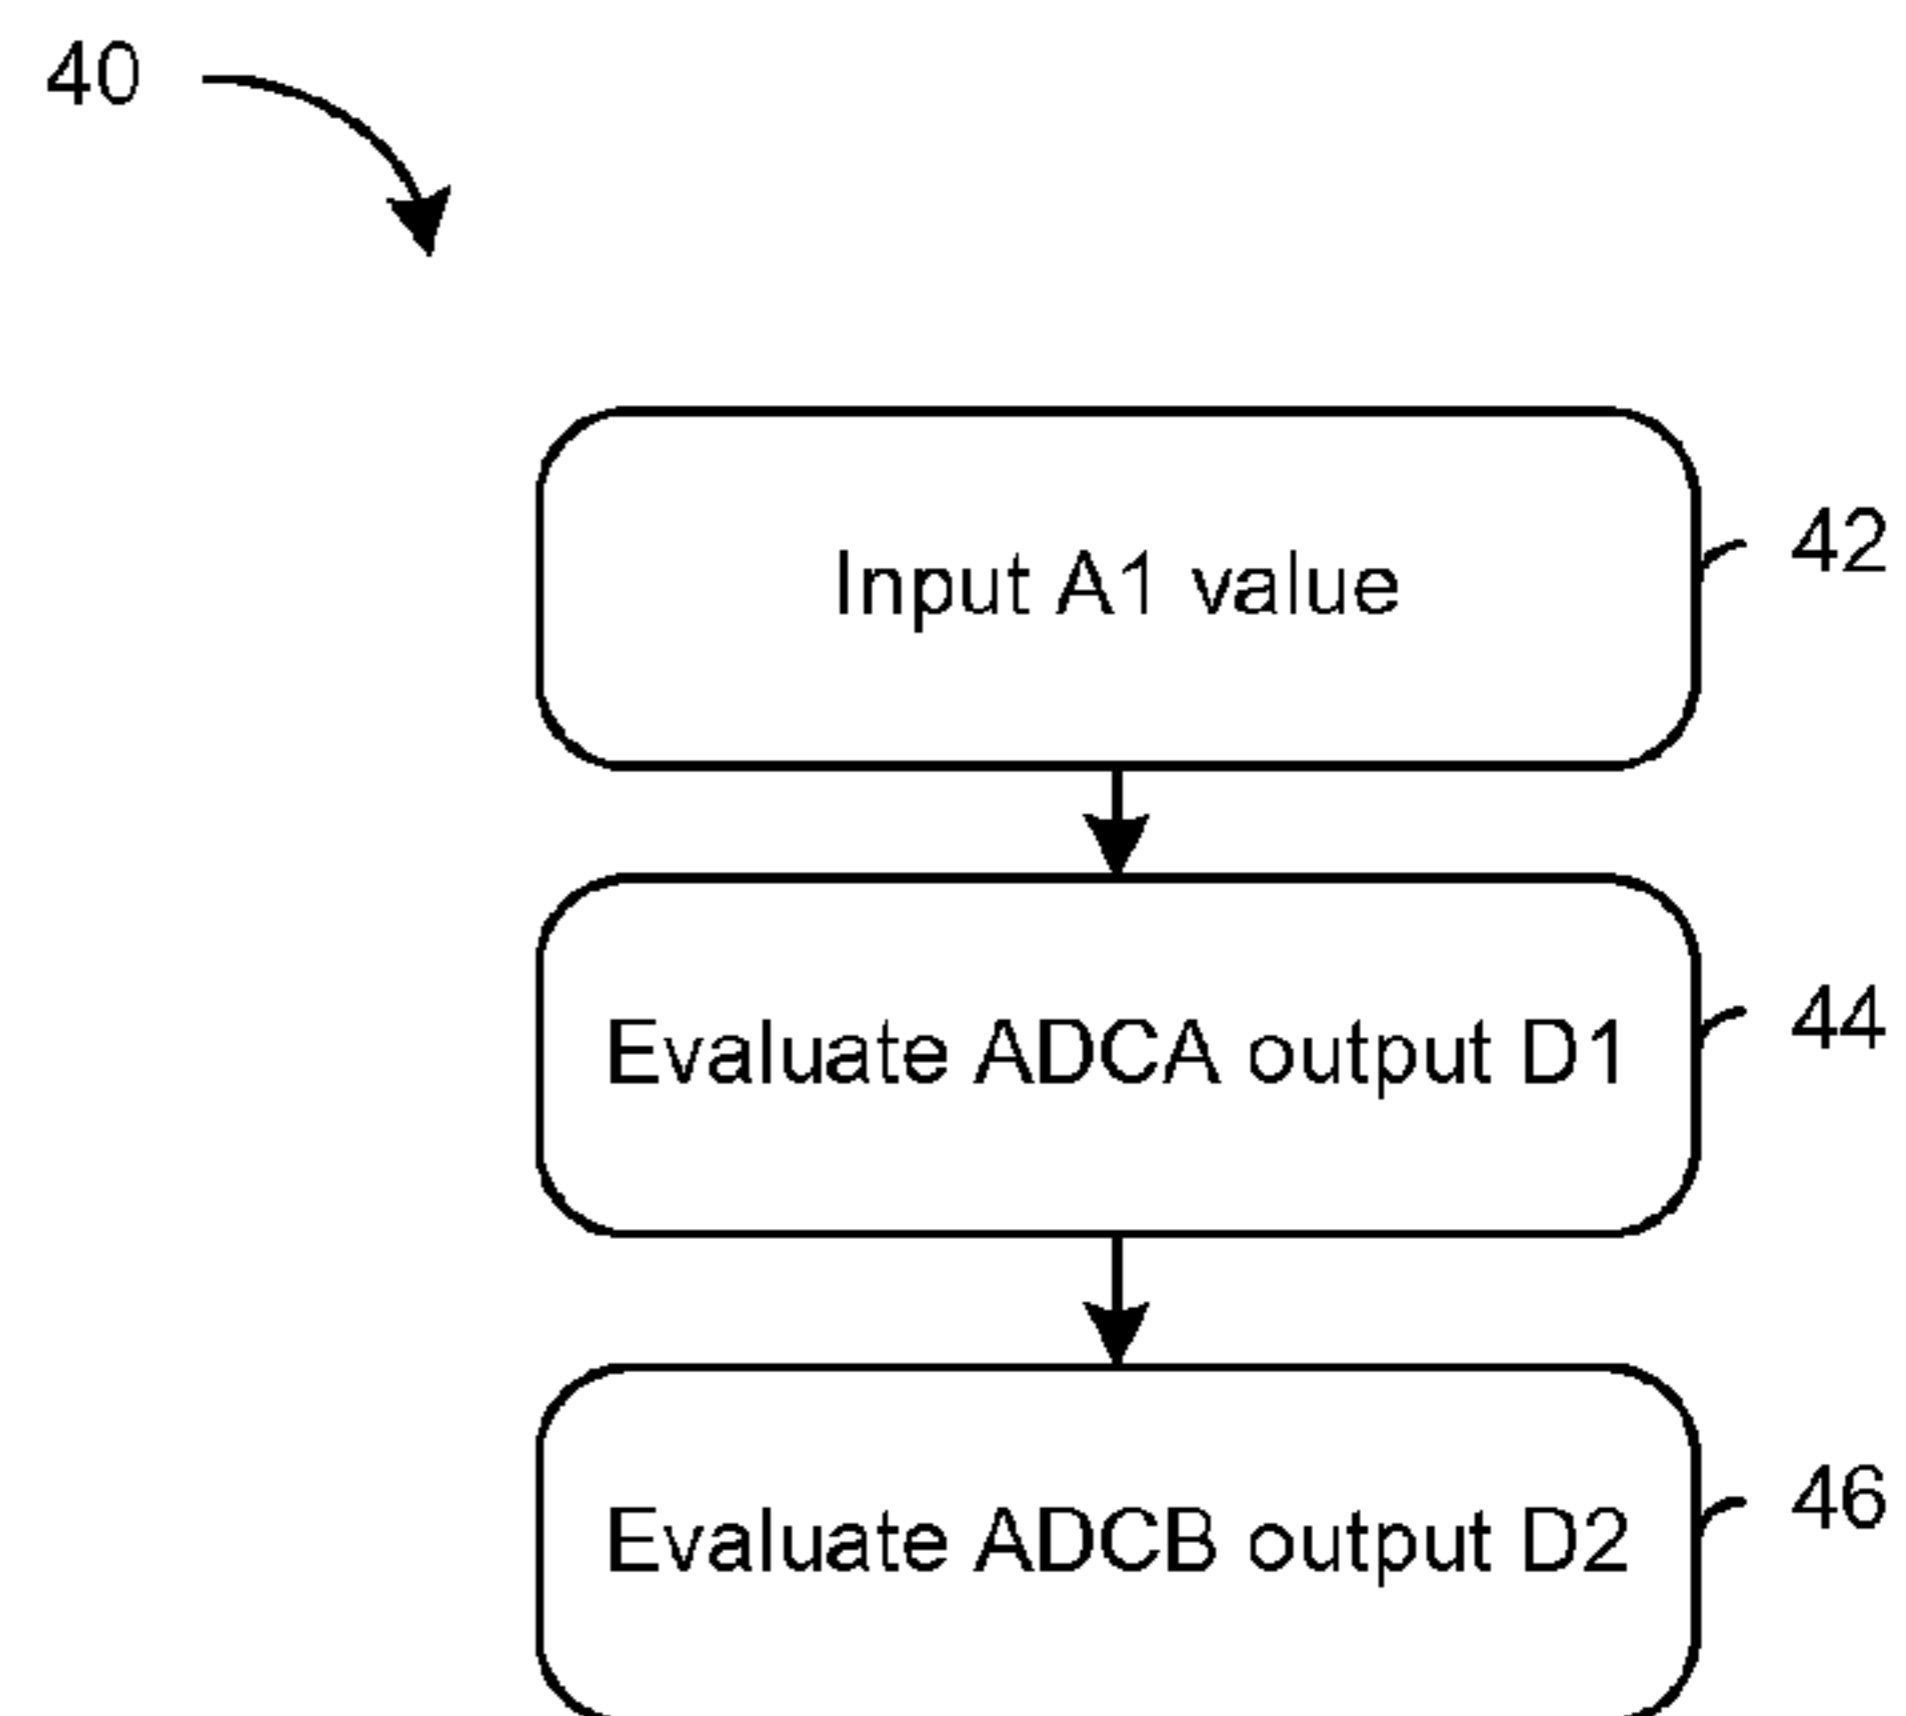 40
Input A1 value
42
Evaluate ADCA output D1
44
Evaluate ADCB output D2
46